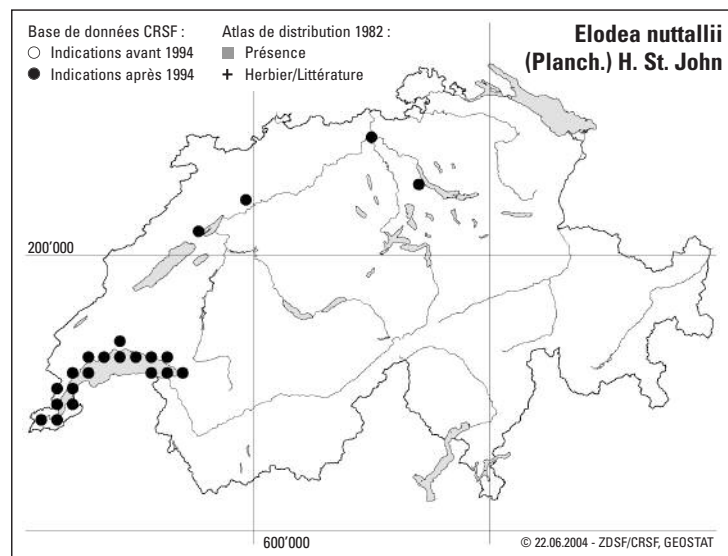 Base de données CRSF :
○ Indications avant 1994
● Indications après 1994
Atlas de distribution 1982 :
■ Présence
+ Herbier/Littérature
Elodea nuttallii
(Planch.) H. St. John
200'000
600'000
© 22.06.2004 - ZDSF/CRSF, GEOSTAT